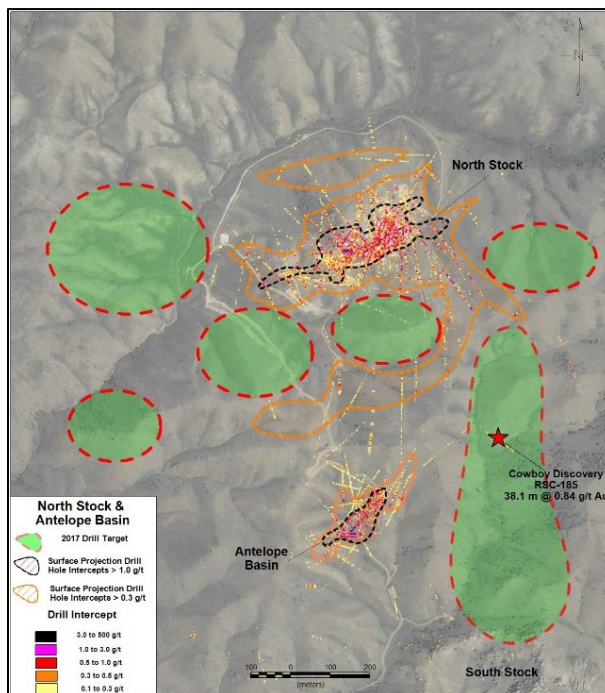 N
North Stock
Cowboy Discovery
RSC-185
38.1 m @ 0.84 g/t Au
Antelope
Basin
South Stock
North Stock &
Antelope Basin
2017 Drill Target
Surface Projection Drill
Hole Intercepts > 1.0 g/t
Surface Projection Drill
Hole Intercepts > 0.3 g/t
Drill Intercept
3.0 to 500 g/t
1.0 to 3.0 g/t
0.5 to 1.0 g/t
0.3 to 0.5 g/t
0.1 to 0.3 g/t
100 0 100 200
(meters)